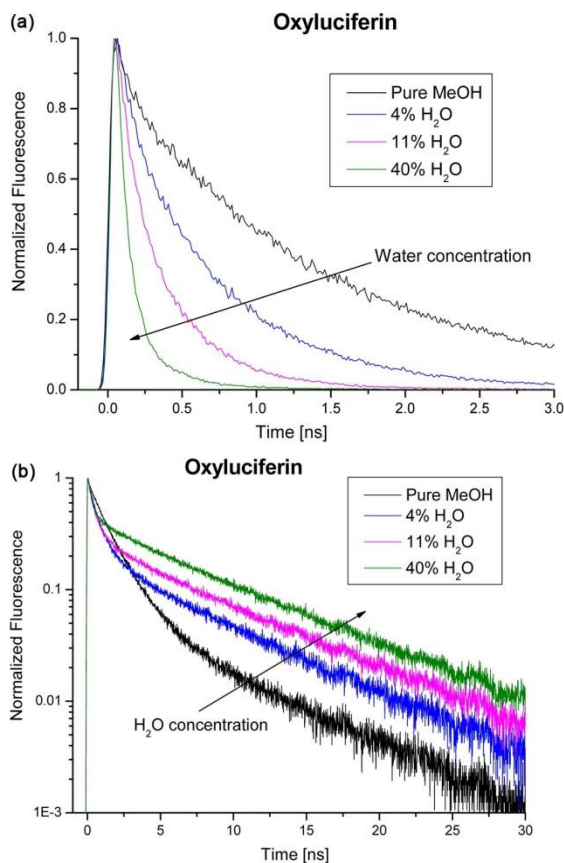 (a)
Oxyluciferin
Pure MeOH
4% H₂O
11% H₂O
40% H₂O
Water concentration
Normalized Fluorescence
1.0
0.8
0.6
0.4
0.2
0.0
0.0 0.5 1.0 1.5 2.0 2.5 3.0
Time [ns]
(b)
Oxyluciferin
Pure MeOH
4% H₂O
11% H₂O
40% H₂O
H₂O concentration
Normalized Fluorescence
1
0.1
0.01
1E-3
0 5 10 15 20 25 30
Time [ns]